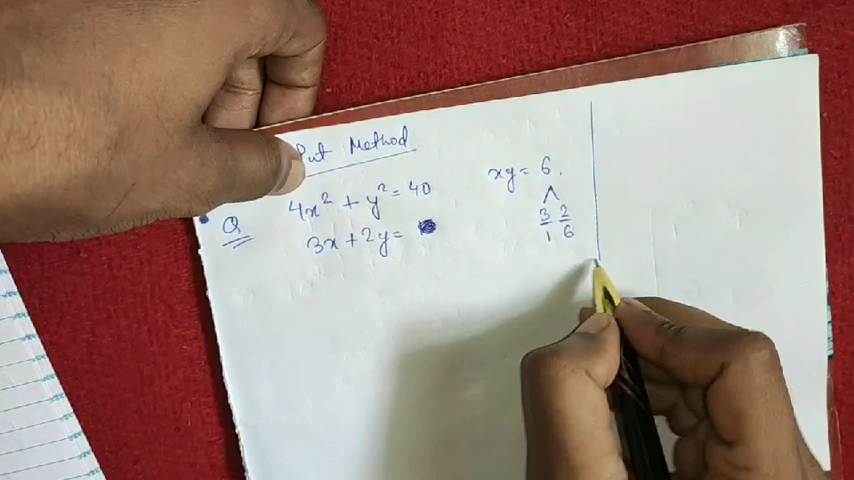 Put Method
Q 4x² + y² = 40
3x + 2y =
xy = 6.
3 2
1 6